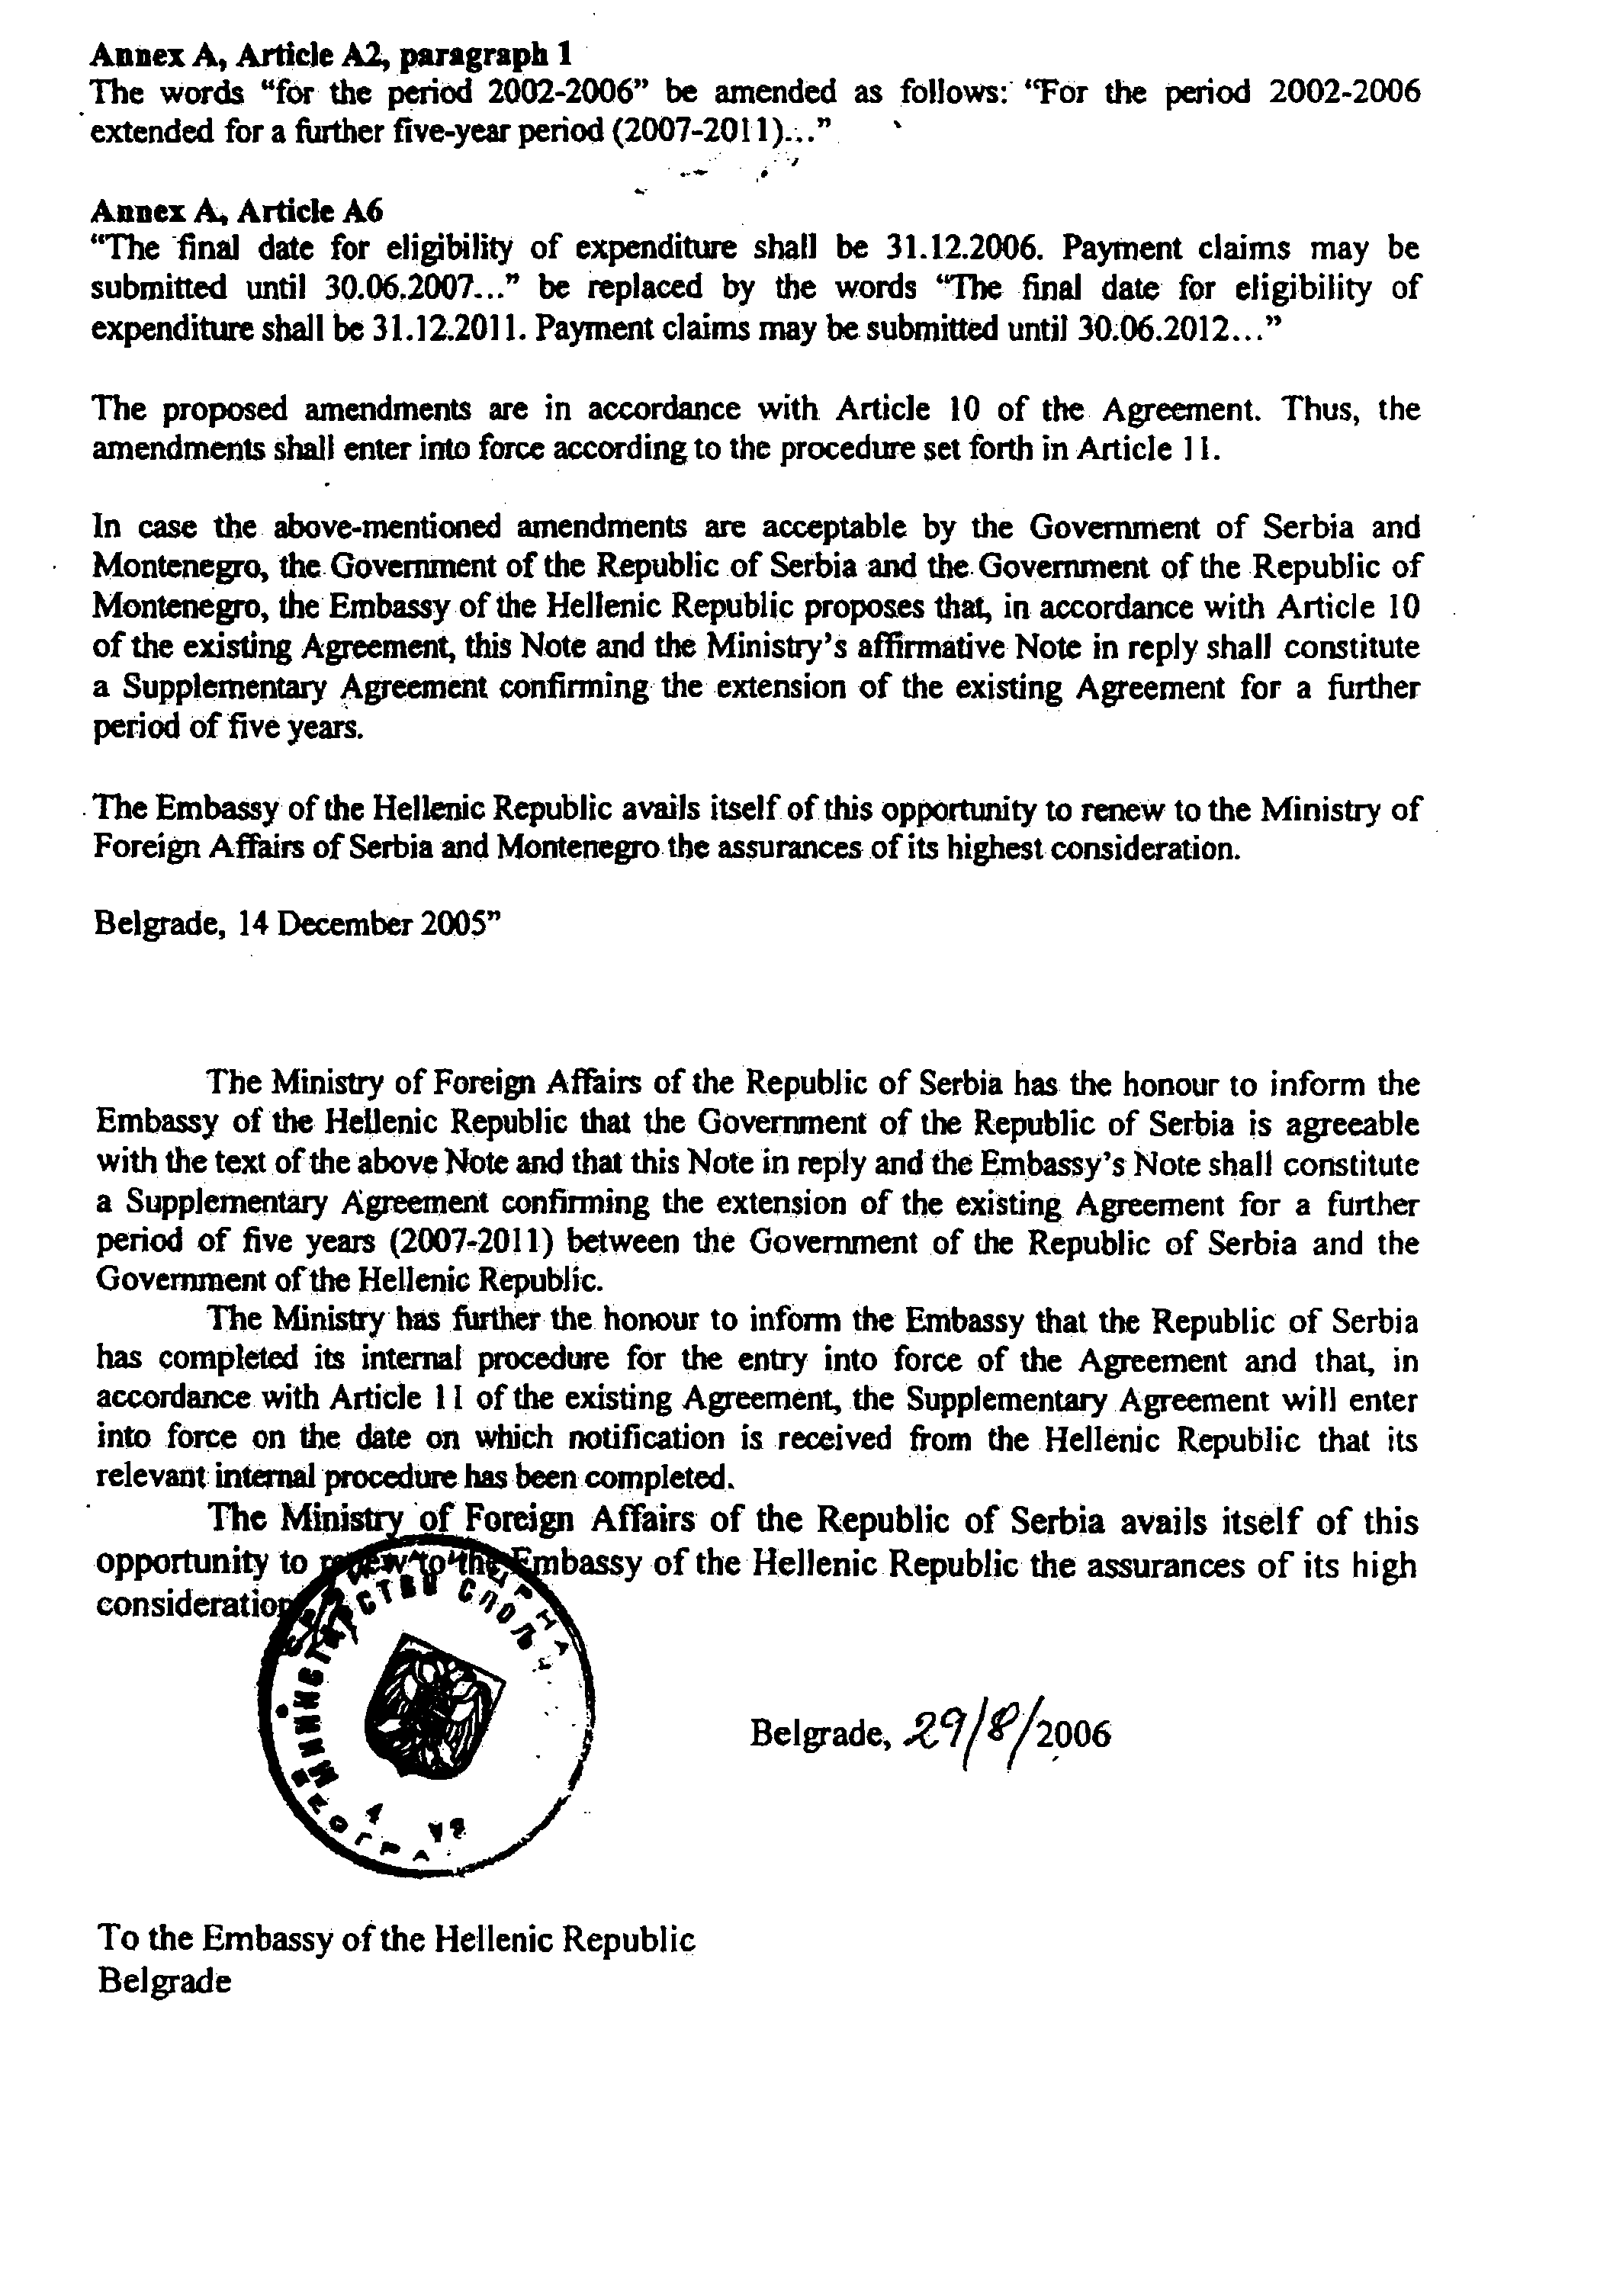 Annex A, Article A2, paragraph 1
The words “for the period 2002-2006” be amended as follows: “For the period 2002-2006
extended for a further five-year period (2007-2011)...”
Annex A, Article A6
“The final date for eligibility of expenditure shall be 31.12.2006. Payment claims may be
submitted until 30.06.2007...” be replaced by the words “The final date for eligibility of
expenditure shall be 31.12.2011. Payment claims may be submitted until 30.06.2012...”
The proposed amendments are in accordance with Article 10 of the Agreement. Thus, the
amendments shall enter into force according to the procedure set forth in Article 11.
In case the above-mentioned amendments are acceptable by the Government of Serbia and
Montenegro, the Government of the Republic of Serbia and the Government of the Republic of
Montenegro, the Embassy of the Hellenic Republic proposes that, in accordance with Article 10
of the existing Agreement, this Note and the Ministry’s affirmative Note in reply shall constitute
a Supplementary Agreement confirming the extension of the existing Agreement for a further
period of five years.
The Embassy of the Hellenic Republic avails itself of this opportunity to renew to the Ministry of
Foreign Affairs of Serbia and Montenegro the assurances of its highest consideration.
Belgrade, 14 December 2005”
The Ministry of Foreign Affairs of the Republic of Serbia has the honour to inform the
Embassy of the Hellenic Republic that the Government of the Republic of Serbia is agreeable
with the text of the above Note and that this Note in reply and the Embassy’s Note shall constitute
a Supplementary Agreement confirming the extension of the existing Agreement for a further
period of five years (2007-2011) between the Government of the Republic of Serbia and the
Government of the Hellenic Republic.
The Ministry has further the honour to inform the Embassy that the Republic of Serbia
has completed its internal procedure for the entry into force of the Agreement and that, in
accordance with Article 11 of the existing Agreement, the Supplementary Agreement will enter
into force on the date on which notification is received from the Hellenic Republic that its
relevant internal procedure has been completed.
The Ministry of Foreign Affairs of the Republic of Serbia avails itself of this
opportunity to renew to the Embassy of the Hellenic Republic the assurances of its high
consideration
МИНИСТАРСТВО
Belgrade, 29/8/2006
To the Embassy of the Hellenic Republic
Belgrade